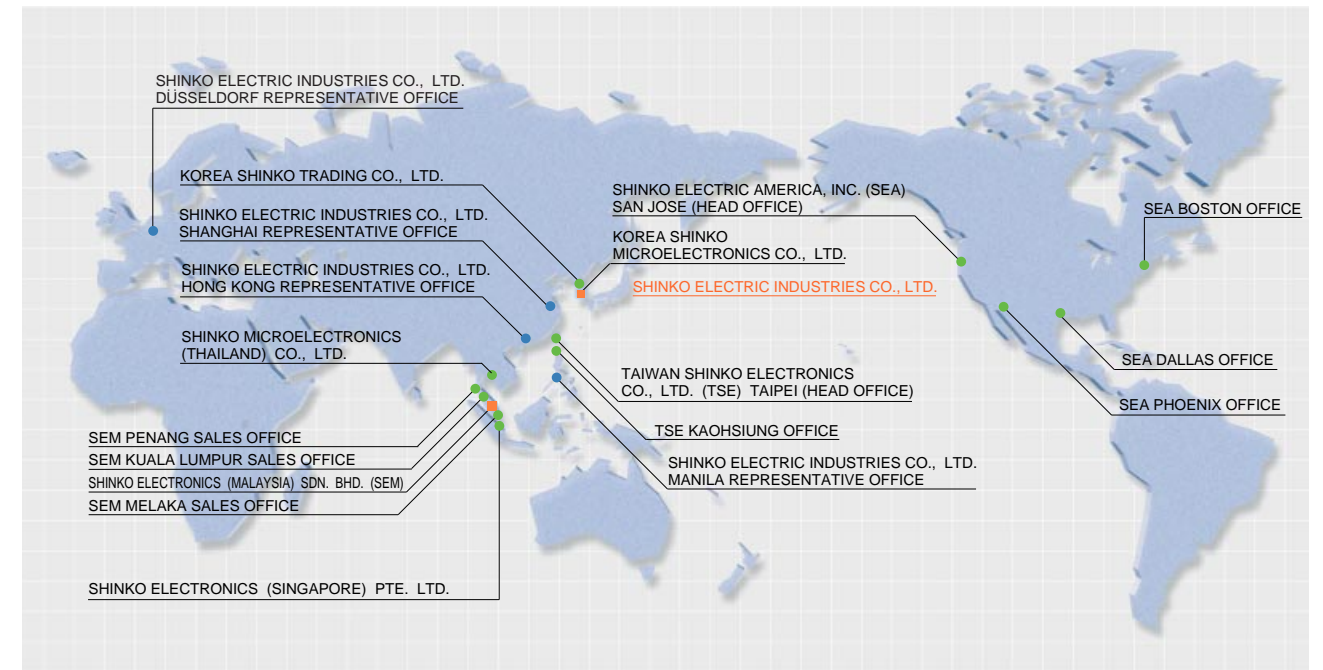 SHINKO ELECTRIC INDUSTRIES CO., LTD.
DÜSSELDORF REPRESENTATIVE OFFICE
KOREA SHINKO TRADING CO., LTD.
SHINKO ELECTRIC INDUSTRIES CO., LTD.
SHANGHAI REPRESENTATIVE OFFICE
SHINKO ELECTRIC INDUSTRIES CO., LTD.
HONG KONG REPRESENTATIVE OFFICE
SHINKO MICROELECTRONICS
(THAILAND) CO., LTD.
SEM PENANG SALES OFFICE
SEM KUALA LUMPUR SALES OFFICE
SHINKO ELECTRONICS (MALAYSIA) SDN. BHD. (SEM)
SEM MELAKA SALES OFFICE
SHINKO ELECTRONICS (SINGAPORE) PTE. LTD.
SHINKO ELECTRIC AMERICA, INC. (SEA)
SAN JOSE (HEAD OFFICE)
KOREA SHINKO
MICROELECTRONICS CO., LTD.
SHINKO ELECTRIC INDUSTRIES CO., LTD.
TAIWAN SHINKO ELECTRONICS
CO., LTD. (TSE) TAIPEI (HEAD OFFICE)
TSE KAOHSIUNG OFFICE
SHINKO ELECTRIC INDUSTRIES CO., LTD.
MANILA REPRESENTATIVE OFFICE
SEA BOSTON OFFICE
SEA DALLAS OFFICE
SEA PHOENIX OFFICE